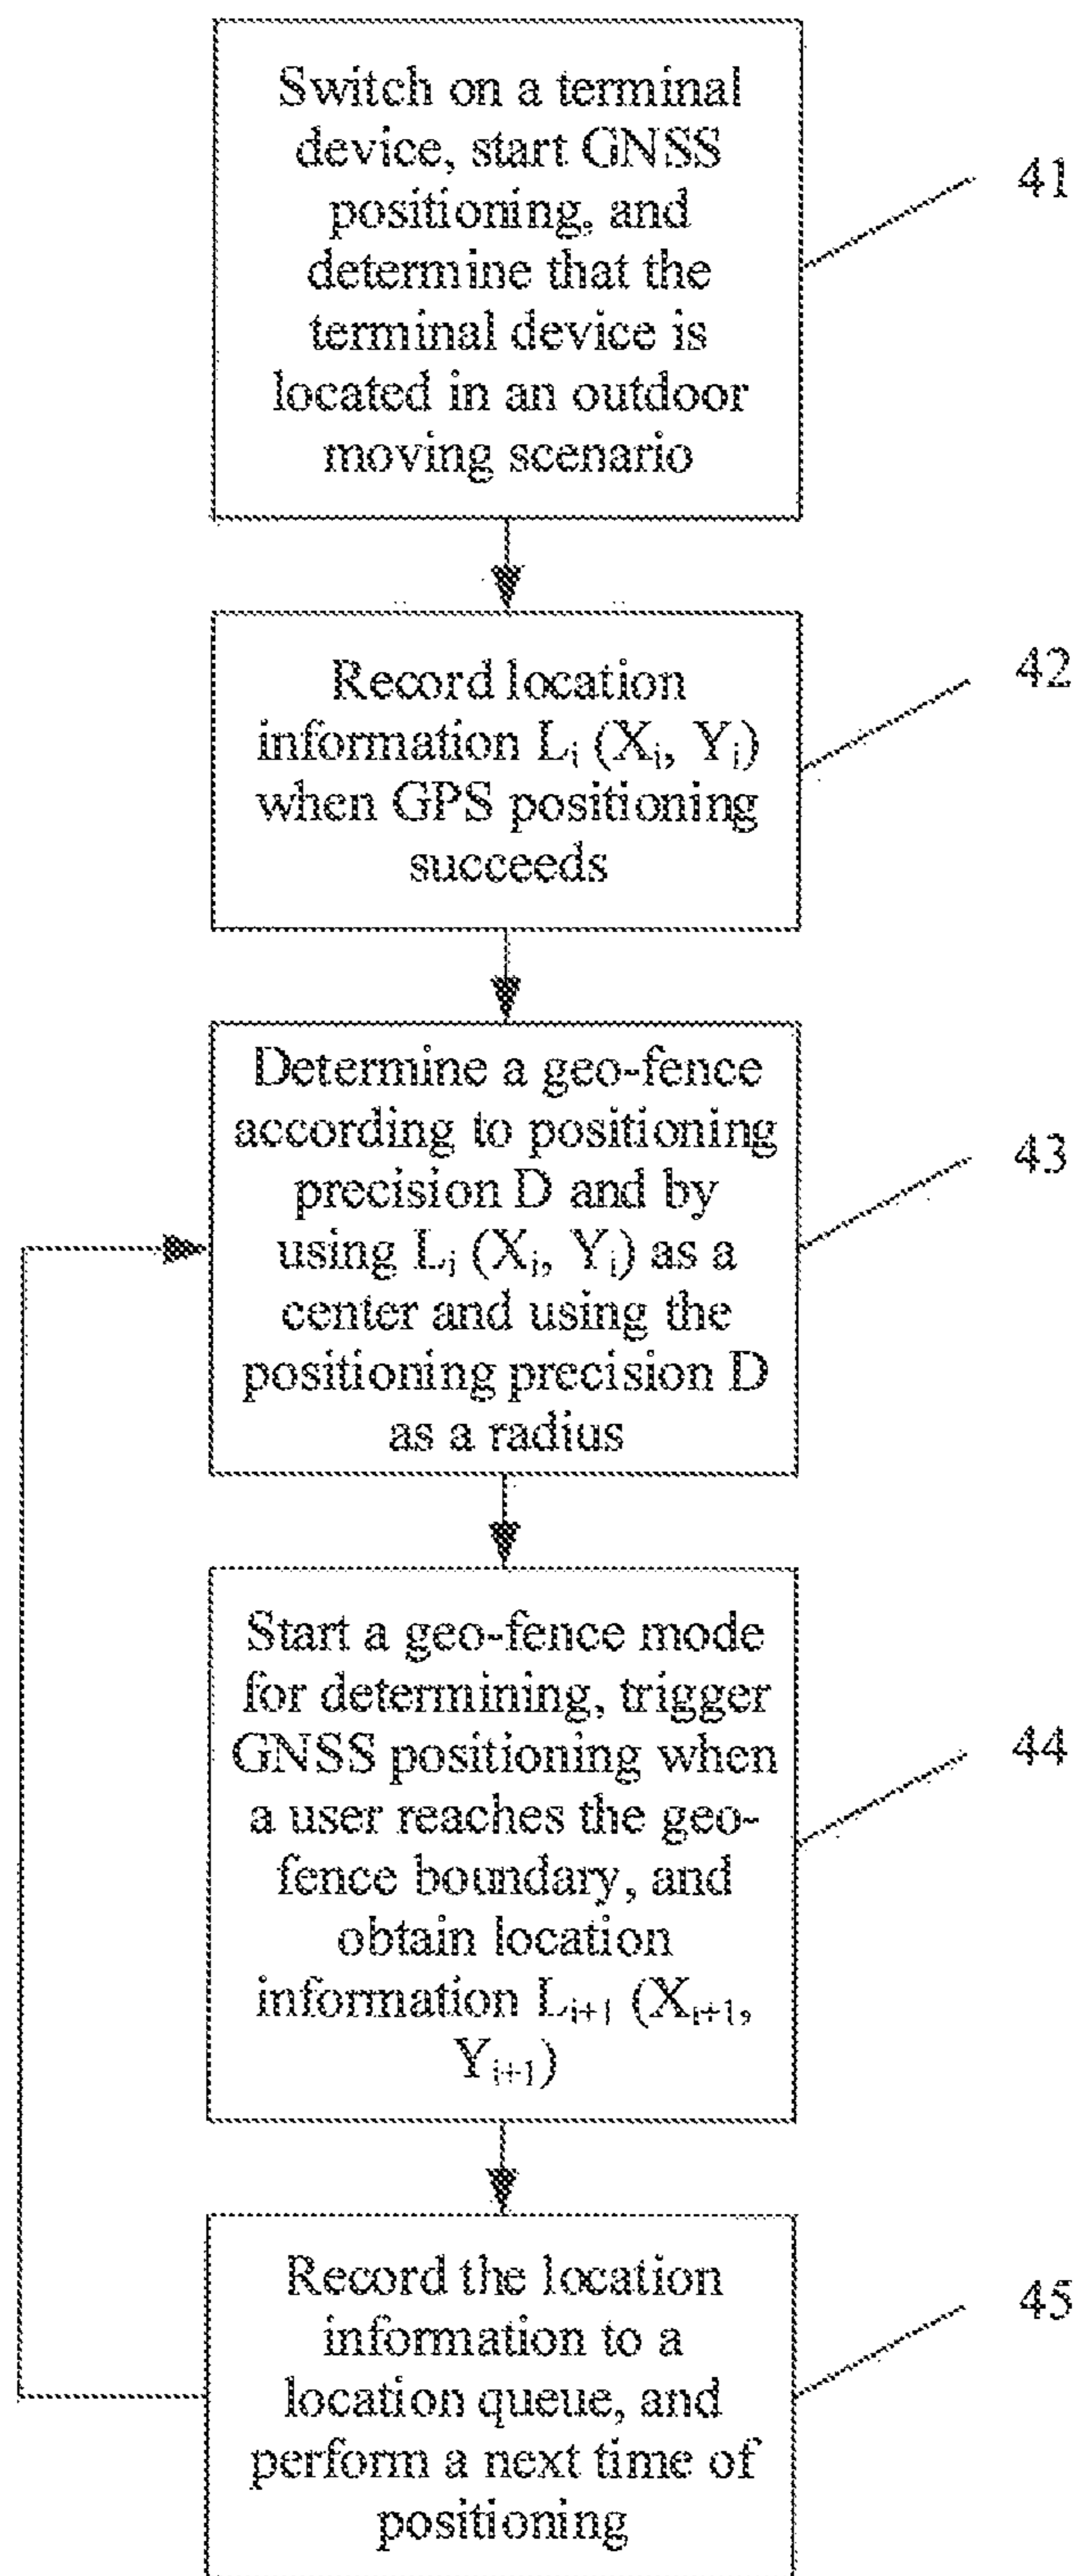 Switch on a terminal
device, start GNSS
positioning, and
determine that the
terminal device is
located in an outdoor
moving scenario
41
Record location
information Lᵢ (Xᵢ, Yᵢ)
when GPS positioning
succeeds
42
Determine a geo-fence
according to positioning
precision D and by
using Lᵢ (Xᵢ, Yᵢ) as a
center and using the
positioning precision D
as a radius
43
Start a geo-fence mode
for determining, trigger
GNSS positioning when
a user reaches the geo-
fence boundary, and
obtain location
information Lᵢ₊₁ (Xᵢ₊₁,
Yᵢ₊₁)
44
Record the location
information to a
location queue, and
perform a next time of
positioning
45